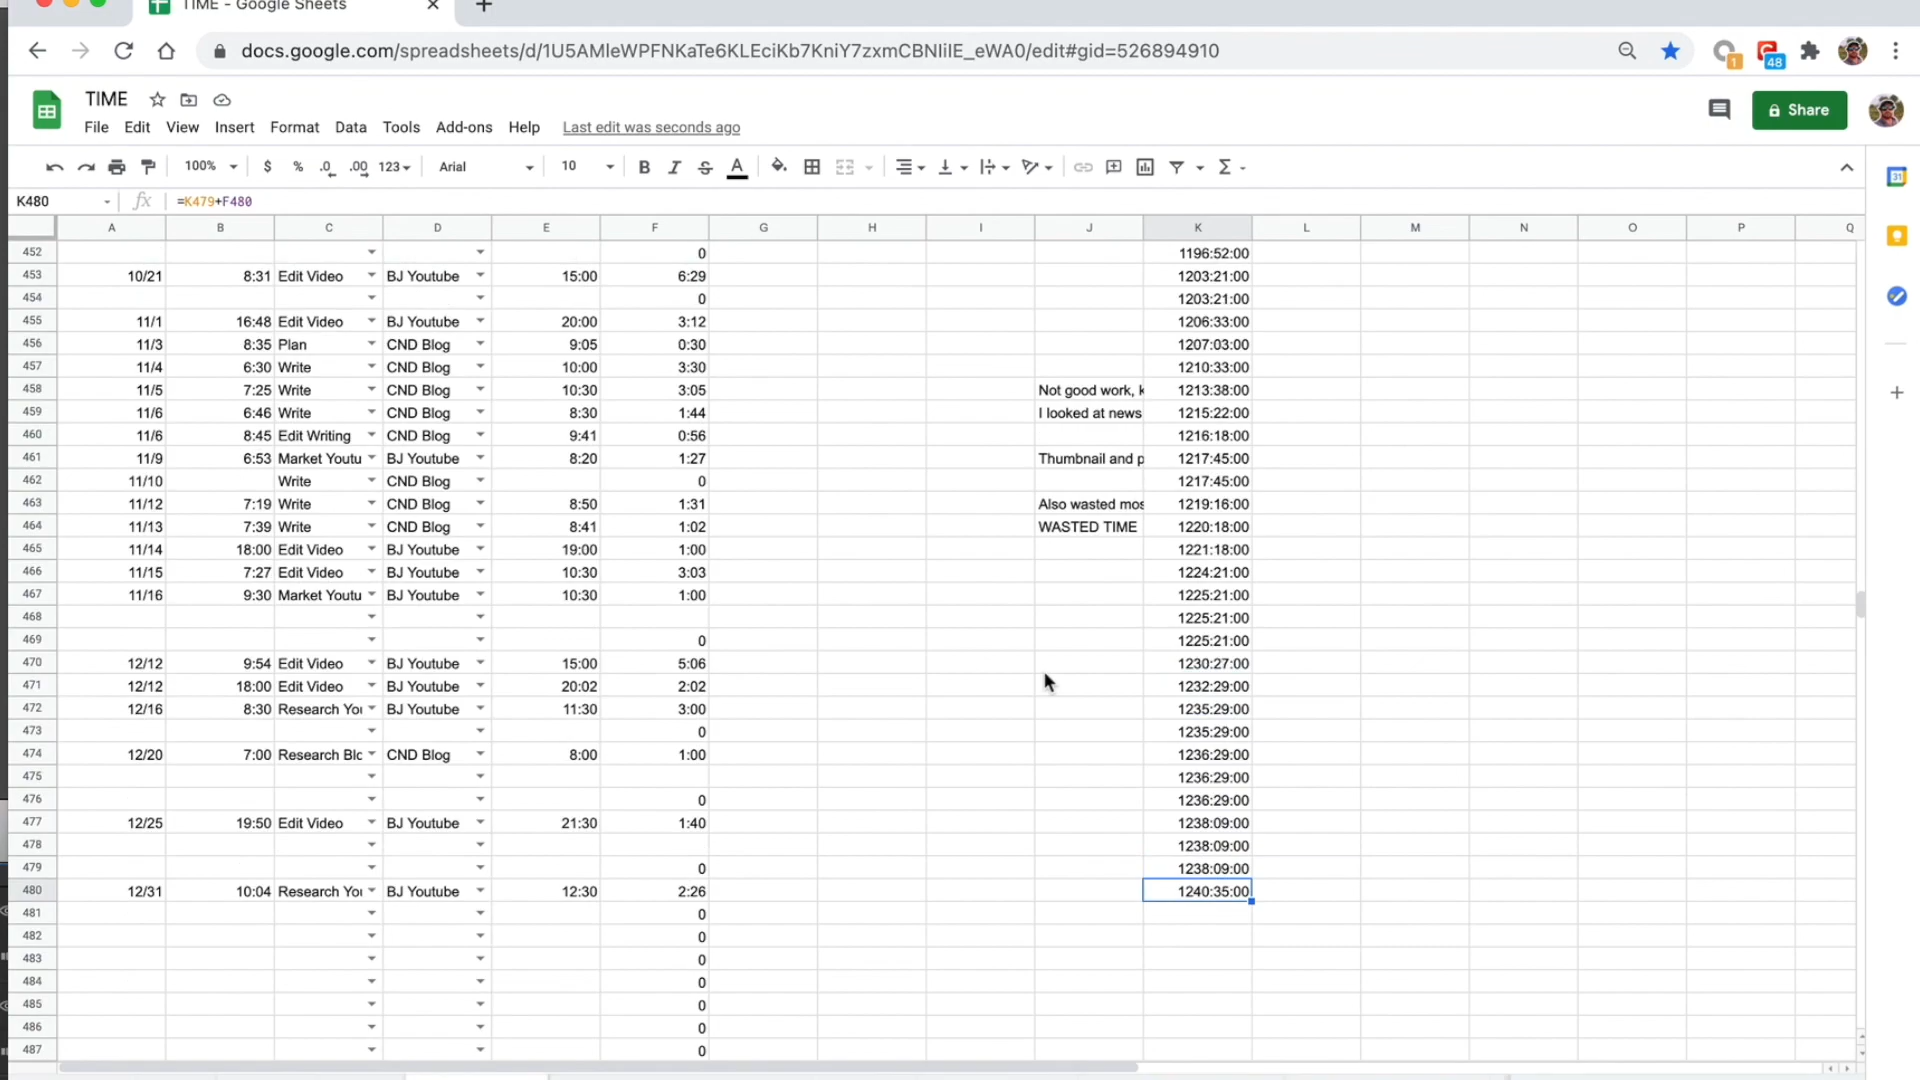 TIME - Google Sheets
docs.google.com/spreadsheets/d/1U5AMleWPFNKaTe6KLEciKb7KniY7zxmCBNIiIE_eWA0/edit#gid=526894910
1
48
TIME
File Edit View Insert Format Data Tools Add-ons Help Last edit was seconds ago
Share
100% $ % .0 .00 123 Arial 10 B I S A Σ
31
K480 fx =K479+F480
A B C D E F G H I J K L M N O P Q
452 0 1196:52:00
453 10/21 8:31 Edit Video BJ Youtube 15:00 6:29 1203:21:00
454 0 1203:21:00
455 11/1 16:48 Edit Video BJ Youtube 20:00 3:12 1206:33:00
456 11/3 8:35 Plan CND Blog 9:05 0:30 1207:03:00
457 11/4 6:30 Write CND Blog 10:00 3:30 1210:33:00
458 11/5 7:25 Write CND Blog 10:30 3:05 Not good work, k 1213:38:00
459 11/6 6:46 Write CND Blog 8:30 1:44 I looked at news 1215:22:00
460 11/6 8:45 Edit Writing CND Blog 9:41 0:56 1216:18:00
461 11/9 6:53 Market Youtu BJ Youtube 8:20 1:27 Thumbnail and p 1217:45:00
462 11/10 Write CND Blog 0 1217:45:00
463 11/12 7:19 Write CND Blog 8:50 1:31 Also wasted mos 1219:16:00
464 11/13 7:39 Write CND Blog 8:41 1:02 WASTED TIME 1220:18:00
465 11/14 18:00 Edit Video BJ Youtube 19:00 1:00 1221:18:00
466 11/15 7:27 Edit Video BJ Youtube 10:30 3:03 1224:21:00
467 11/16 9:30 Market Youtu BJ Youtube 10:30 1:00 1225:21:00
468 1225:21:00
469 0 1225:21:00
470 12/12 9:54 Edit Video BJ Youtube 15:00 5:06 1230:27:00
471 12/12 18:00 Edit Video BJ Youtube 20:02 2:02 1232:29:00
472 12/16 8:30 Research You BJ Youtube 11:30 3:00 1235:29:00
473 0 1235:29:00
474 12/20 7:00 Research Blo CND Blog 8:00 1:00 1236:29:00
475 1236:29:00
476 0 1236:29:00
477 12/25 19:50 Edit Video BJ Youtube 21:30 1:40 1238:09:00
478 1238:09:00
479 0 1238:09:00
480 12/31 10:04 Research You BJ Youtube 12:30 2:26 1240:35:00
481 0
482 0
483 0
484 0
485 0
486 0
487 0